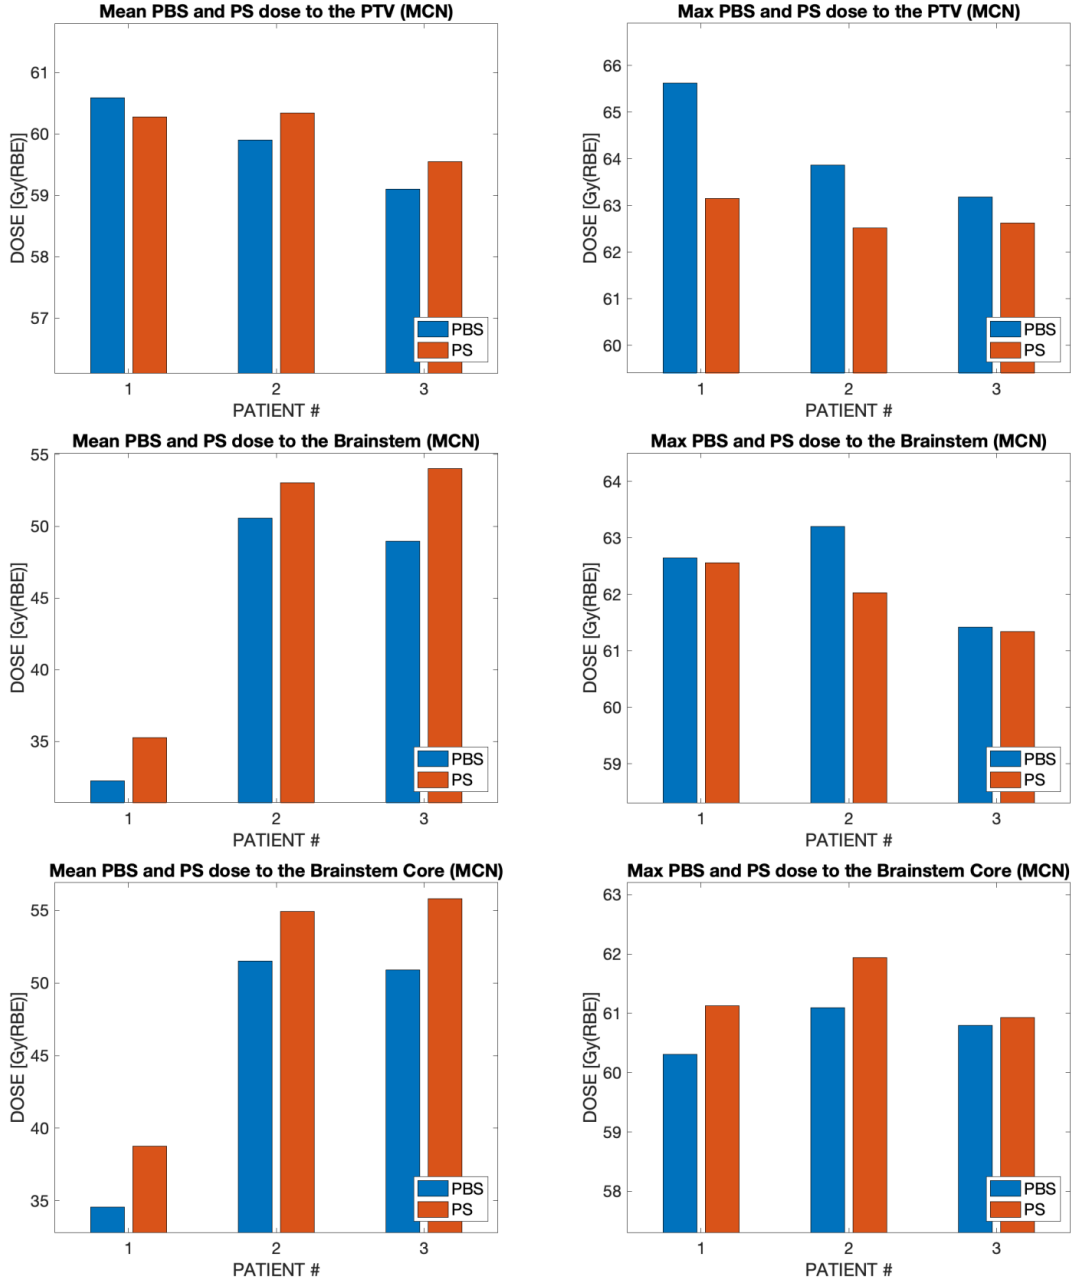 Mean PBS and PS dose to the PTV (MCN)
DOSE [Gy(RBE)]
61
60
59
58
57
PBS
PS
1 2 3
PATIENT #
Max PBS and PS dose to the PTV (MCN)
DOSE [Gy(RBE)]
66
65
64
63
62
61
60
PBS
PS
1 2 3
PATIENT #
Mean PBS and PS dose to the Brainstem (MCN)
DOSE [Gy(RBE)]
55
50
45
40
35
PBS
PS
1 2 3
PATIENT #
Max PBS and PS dose to the Brainstem (MCN)
DOSE [Gy(RBE)]
64
63
62
61
60
59
PBS
PS
1 2 3
PATIENT #
Mean PBS and PS dose to the Brainstem Core (MCN)
DOSE [Gy(RBE)]
55
50
45
40
35
PBS
PS
1 2 3
PATIENT #
Max PBS and PS dose to the Brainstem Core (MCN)
DOSE [Gy(RBE)]
63
62
61
60
59
58
PBS
PS
1 2 3
PATIENT #